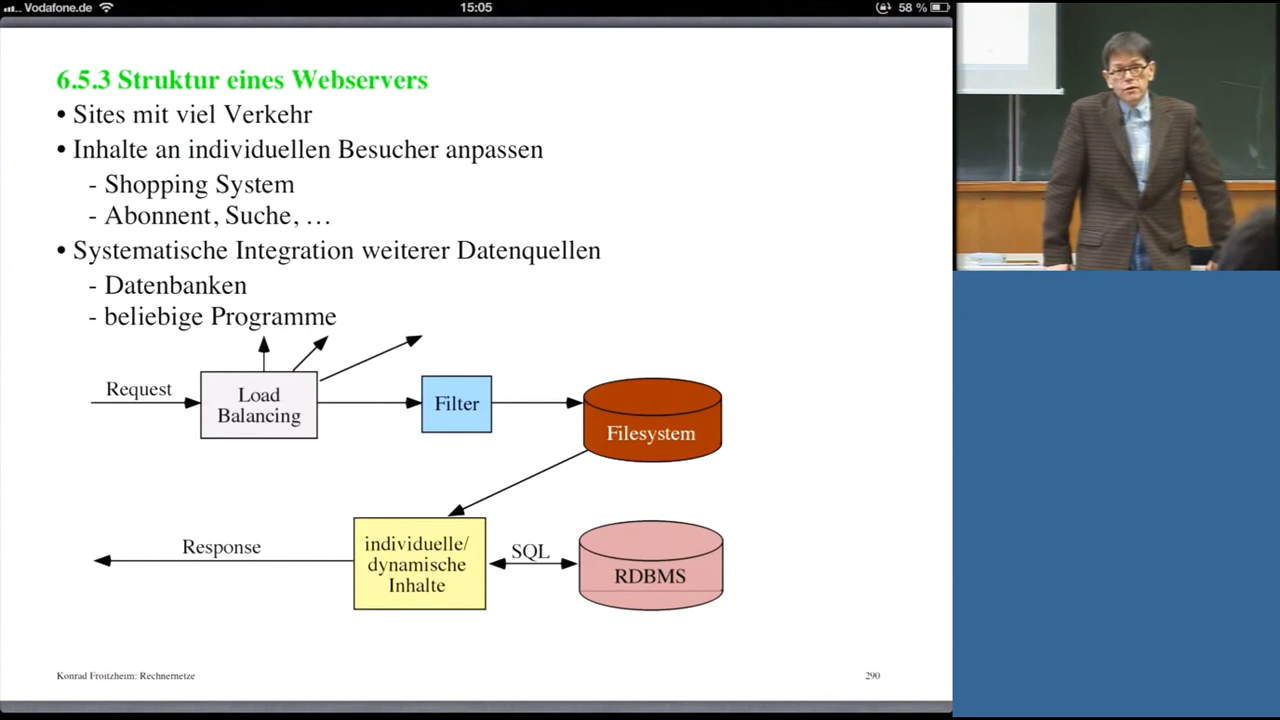 Vodafone.de
15:05
58 %
6.5.3 Struktur eines Webservers
• Sites mit viel Verkehr
• Inhalte an individuellen Besucher anpassen
- Shopping System
- Abonnent, Suche, …
• Systematische Integration weiterer Datenquellen
- Datenbanken
- beliebige Programme
Request
Load
Balancing
Filter
Filesystem
Response
individuelle/
dynamische
Inhalte
SQL
RDBMS
Konrad Froitzheim: Rechnernetze
290